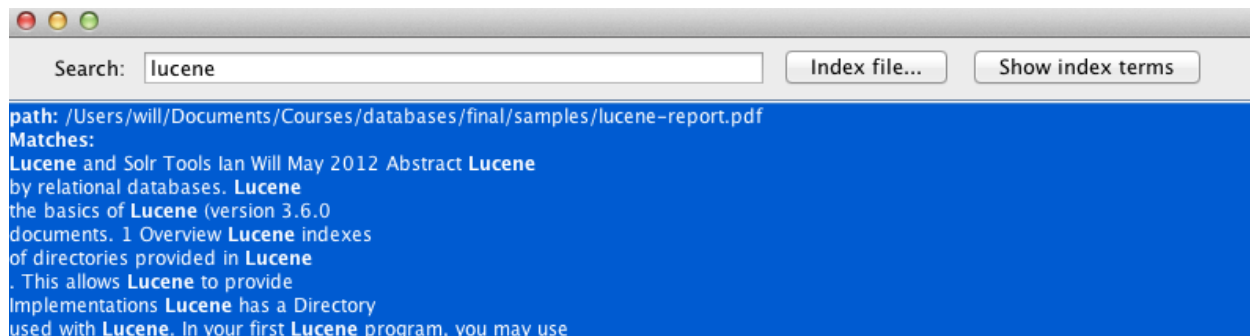 Search: lucene Index file... Show index terms
path: /Users/will/Documents/Courses/databases/final/samples/lucene-report.pdf
Matches:
Lucene and Solr Tools Ian Will May 2012 Abstract Lucene
by relational databases. Lucene
the basics of Lucene (version 3.6.0
documents. 1 Overview Lucene indexes
of directories provided in Lucene
. This allows Lucene to provide
Implementations Lucene has a Directory
used with Lucene. In your first Lucene program, you may use